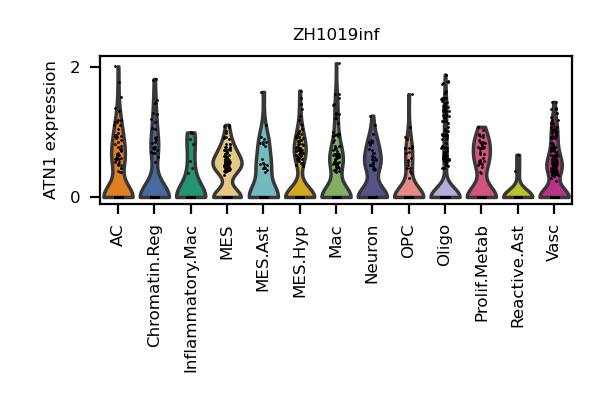 ZH1019inf
ATN1 expression
2
0
AC
Chromatin.Reg
Inflammatory.Mac
MES
MES.Ast
MES.Hyp
Mac
Neuron
OPC
Oligo
Prolif.Metab
Reactive.Ast
Vasc